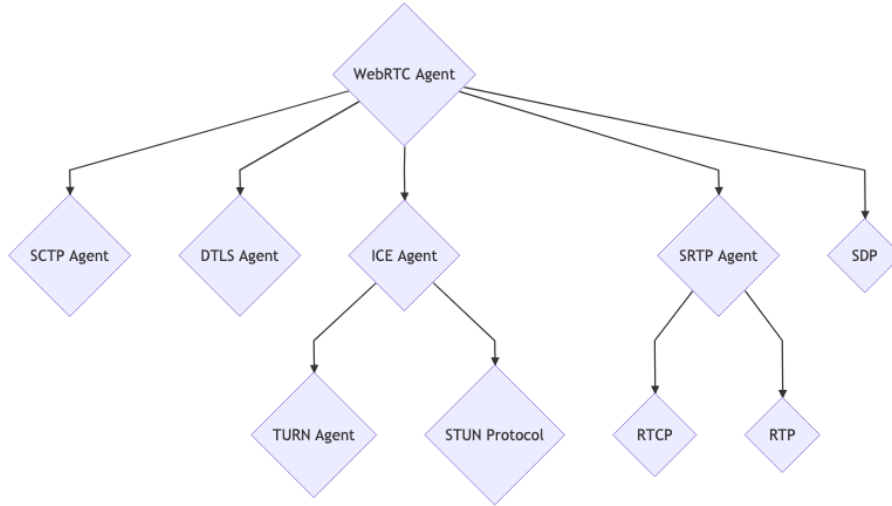 WebRTC Agent
SCTP Agent
DTLS Agent
ICE Agent
SRTP Agent
SDP
TURN Agent
STUN Protocol
RTCP
RTP